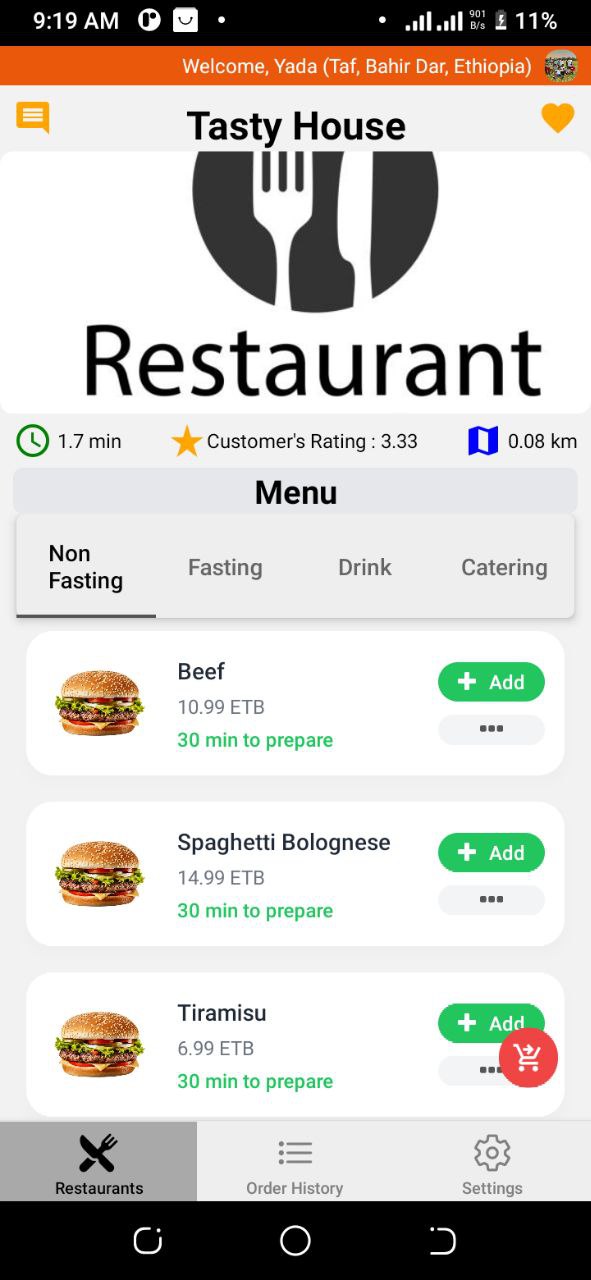 9:19 AM
901
B/s
11%
Welcome, Yada (Taf, Bahir Dar, Ethiopia)
Tasty House
Restaurant
1.7 min
Customer's Rating : 3.33
0.08 km
Menu
Non
Fasting
Fasting
Drink
Catering
Beef
10.99 ETB
30 min to prepare
Add
Spaghetti Bolognese
14.99 ETB
30 min to prepare
Add
Tiramisu
6.99 ETB
30 min to prepare
Add
Restaurants
Order History
Settings